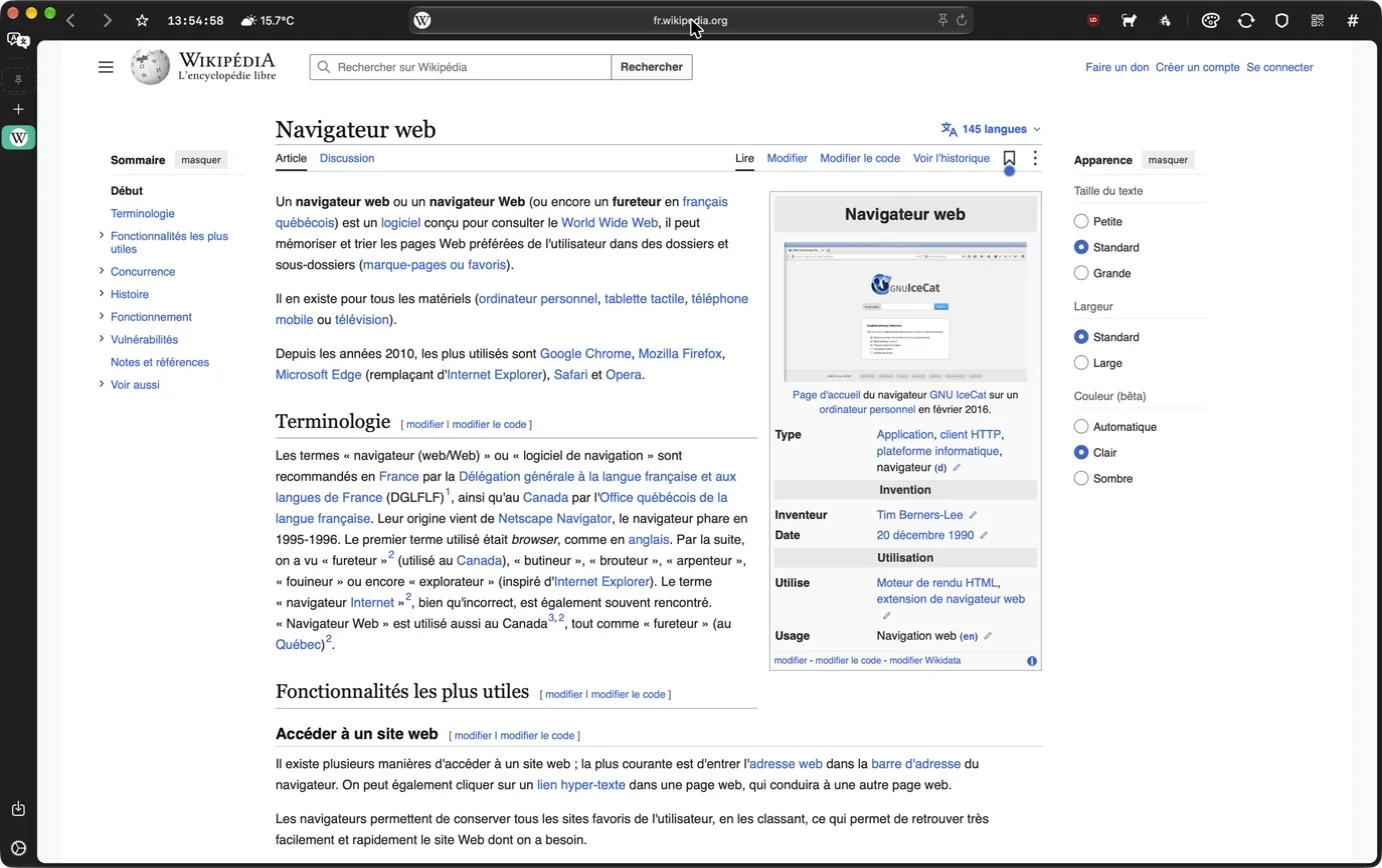 13:54:58 15.7°C fr.wikipedia.org
WIKIPÉDIA
L'encyclopédie libre
Rechercher sur Wikipédia Rechercher
Faire un don Créer un compte Se connecter
Navigateur web
145 langues
Article Discussion Lire Modifier Modifier le code Voir l'historique
Sommaire masquer
Début
Terminologie
Fonctionnalités les plus
utiles
Concurrence
Histoire
Fonctionnement
Vulnérabilités
Notes et références
Voir aussi
Un navigateur web ou un navigateur Web (ou encore un fureteur en français
québécois) est un logiciel conçu pour consulter le World Wide Web, il peut
mémoriser et trier les pages Web préférées de l'utilisateur dans des dossiers et
sous-dossiers (marque-pages ou favoris).
Il en existe pour tous les matériels (ordinateur personnel, tablette tactile, téléphone
mobile ou télévision).
Depuis les années 2010, les plus utilisés sont Google Chrome, Mozilla Firefox,
Microsoft Edge (remplaçant d'Internet Explorer), Safari et Opera.
Terminologie [ modifier | modifier le code ]
Les termes « navigateur (web/Web) » ou « logiciel de navigation » sont
recommandés en France par la Délégation générale à la langue française et aux
langues de France (DGLFLF)1, ainsi qu'au Canada par l'Office québécois de la
langue française. Leur origine vient de Netscape Navigator, le navigateur phare en
1995-1996. Le premier terme utilisé était browser, comme en anglais. Par la suite,
on a vu « fureteur »2 (utilisé au Canada), « butineur », « brouteur », « arpenteur »,
« fouineur » ou encore « explorateur » (inspiré d'Internet Explorer). Le terme
« navigateur Internet »2, bien qu'incorrect, est également souvent rencontré.
« Navigateur Web » est utilisé aussi au Canada3,2, tout comme « fureteur » (au
Québec)2.
Navigateur web
GNUIceCat
Page d'accueil du navigateur GNU IceCat sur un
ordinateur personnel en février 2016.
Type Application, client HTTP,
plateforme informatique,
navigateur (d)
Invention
Inventeur Tim Berners-Lee
Date 20 décembre 1990
Utilisation
Utilise Moteur de rendu HTML,
extension de navigateur web
Usage Navigation web (en)
modifier - modifier le code - modifier Wikidata
Fonctionnalités les plus utiles [ modifier | modifier le code ]
Accéder à un site web [ modifier | modifier le code ]
Il existe plusieurs manières d'accéder à un site web ; la plus courante est d'entrer l'adresse web dans la barre d'adresse du
navigateur. On peut également cliquer sur un lien hyper-texte dans une page web, qui conduira à une autre page web.
Les navigateurs permettent de conserver tous les sites favoris de l'utilisateur, en les classant, ce qui permet de retrouver très
facilement et rapidement le site Web dont on a besoin.
Apparence masquer
Taille du texte
Petite
Standard
Grande
Largeur
Standard
Large
Couleur (bêta)
Automatique
Clair
Sombre